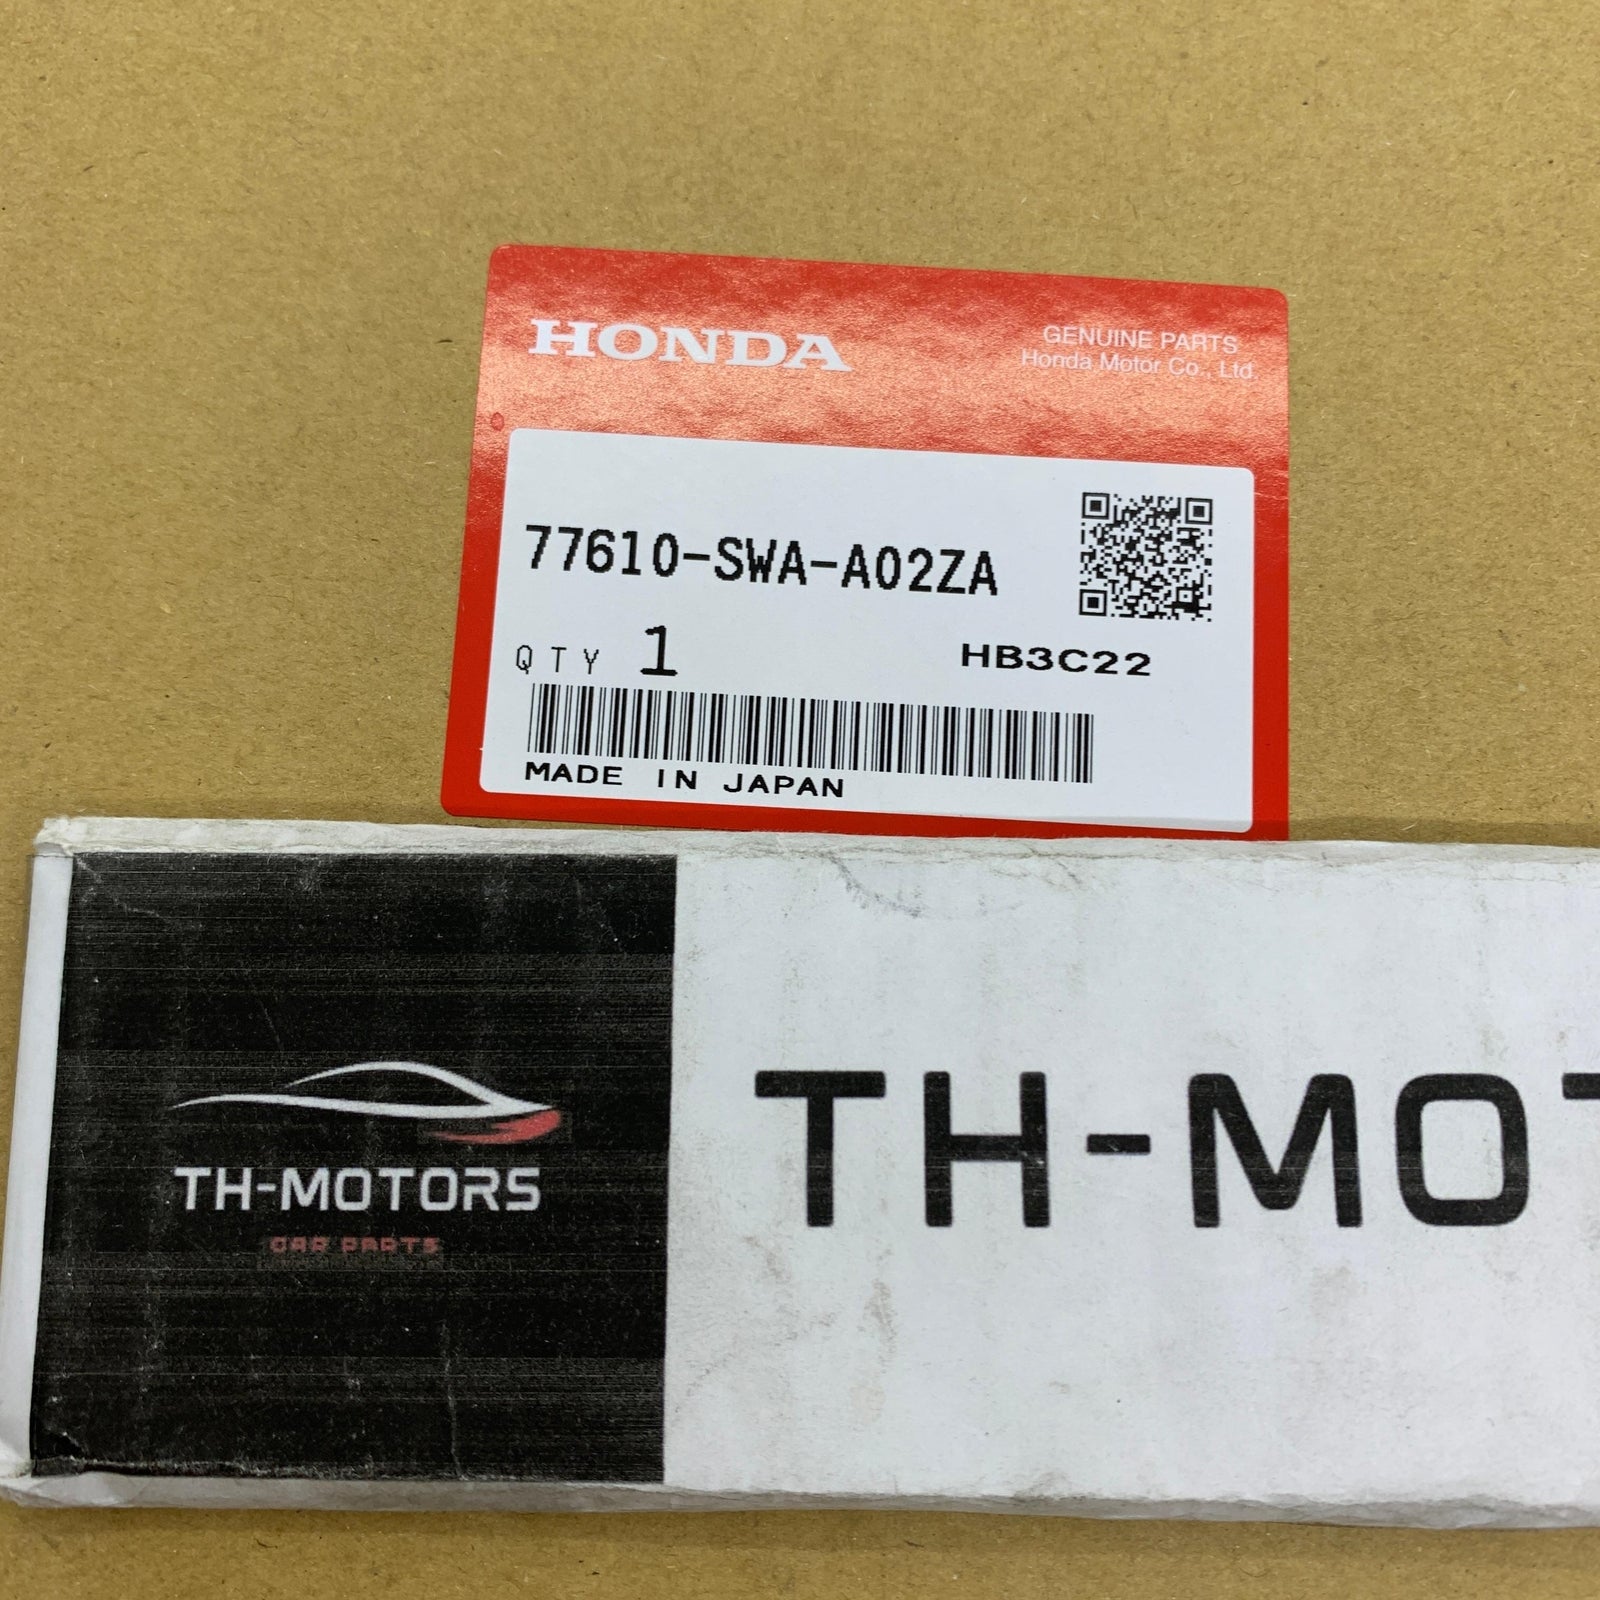 HONDA
GENUINE PARTS
Honda Motor Co., Ltd.
77610-SWA-A02ZA
QTY 1
HB3C22
MADE IN JAPAN
TH-MOTORS
CAR PARTS
TH-MOT